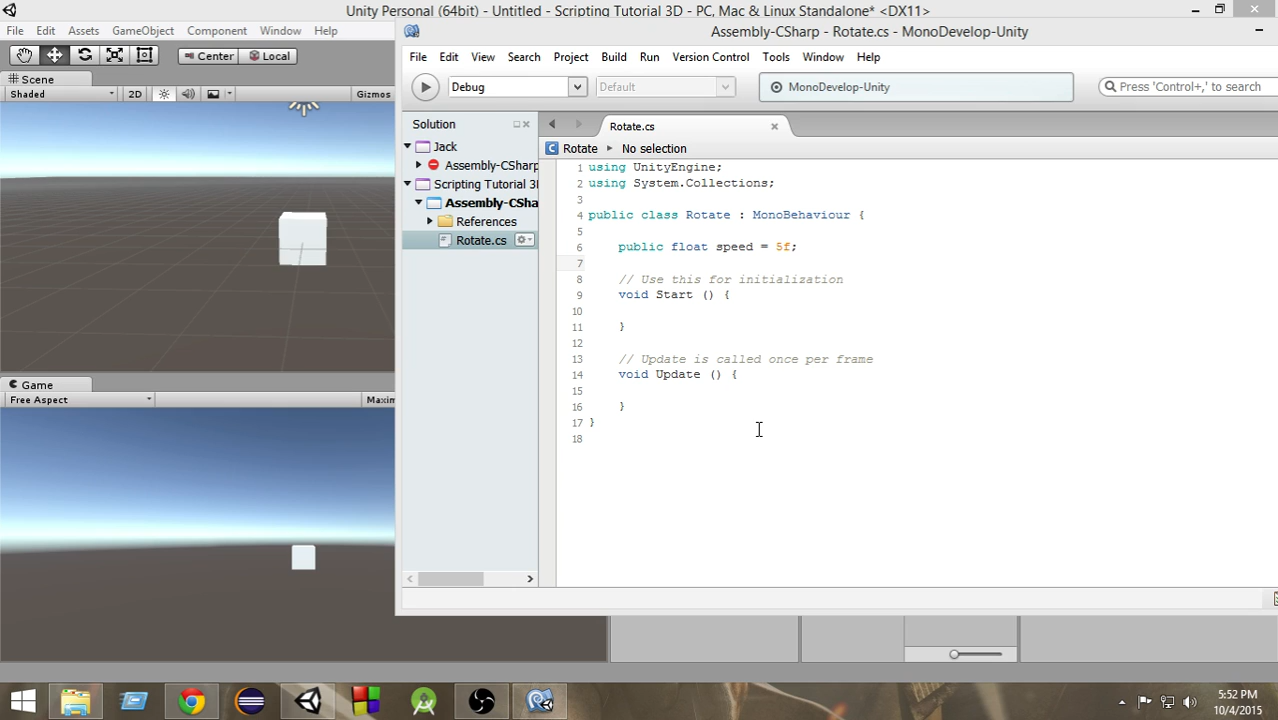 Unity Personal (64bit) - Untitled - Scripting Tutorial 3D - PC, Mac & Linux Standalone* <DX11>
File Edit Assets GameObject Component Window Help
Center Local
Scene
Shaded 2D Gizmos
Game
Free Aspect Maxim
Assembly-CSharp - Rotate.cs - MonoDevelop-Unity
File Edit View Search Project Build Run Version Control Tools Window Help
Debug Default MonoDevelop-Unity Press 'Control+,' to search
Solution
Jack
Assembly-CSharp
Scripting Tutorial 3
Assembly-CSha
References
Rotate.cs
Rotate.cs
Rotate No selection
1 using UnityEngine;
2 using System.Collections;
3
4 public class Rotate : MonoBehaviour {
5
6 public float speed = 5f;
7
8 // Use this for initialization
9 void Start () {
10
11 }
12
13 // Update is called once per frame
14 void Update () {
15
16 }
17 }
18
5:52 PM
10/4/2015